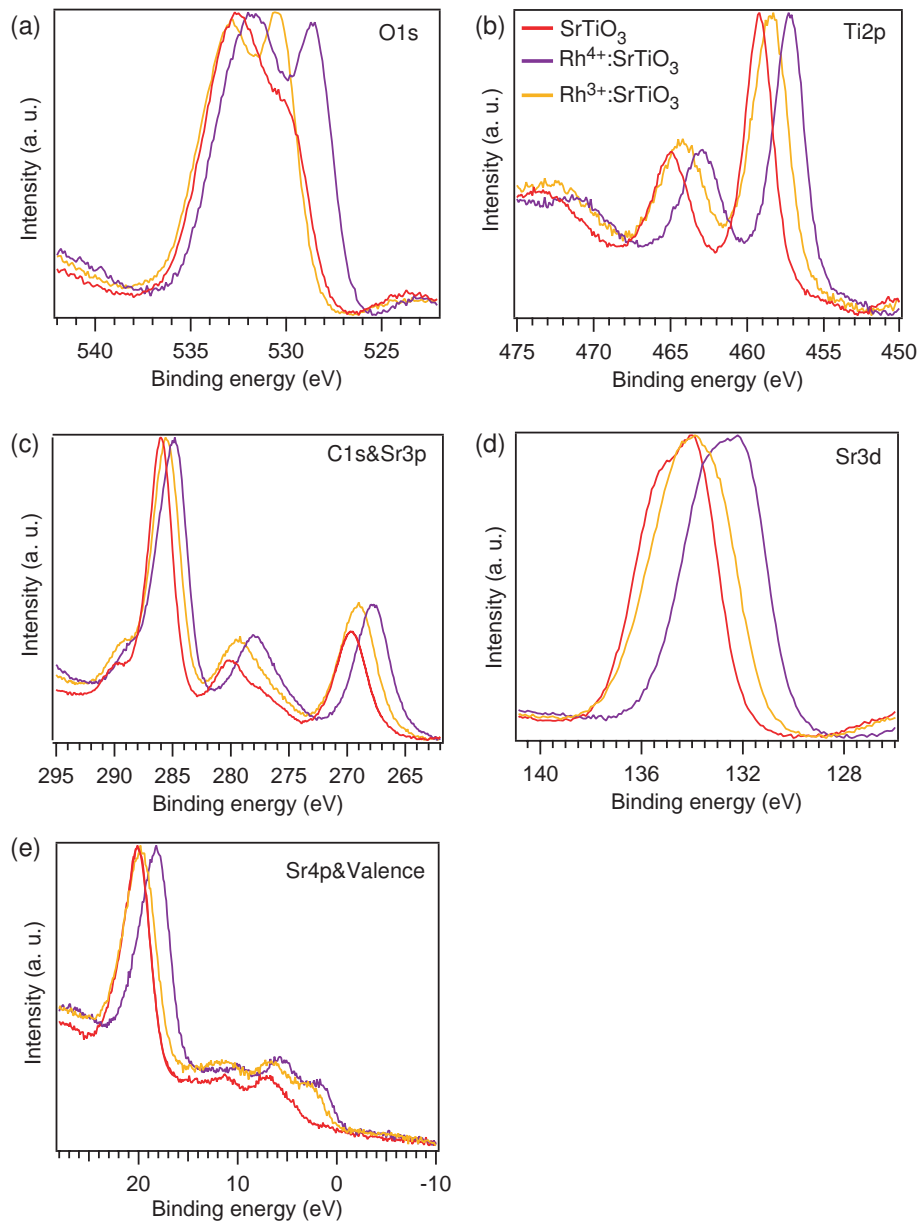 (a)
O1s
Intensity (a. u.)
540
535
530
525
Binding energy (eV)
(b)
Ti2p
SrTiO₃
Rh⁴⁺:SrTiO₃
Rh³⁺:SrTiO₃
Intensity (a. u.)
475
470
465
460
455
450
Binding energy (eV)
(c)
C1s&Sr3p
Intensity (a. u.)
295
290
285
280
275
270
265
Binding energy (eV)
(d)
Sr3d
Intensity (a. u.)
140
136
132
128
Binding energy (eV)
(e)
Sr4p&Valence
Intensity (a. u.)
20
10
0
-10
Binding energy (eV)